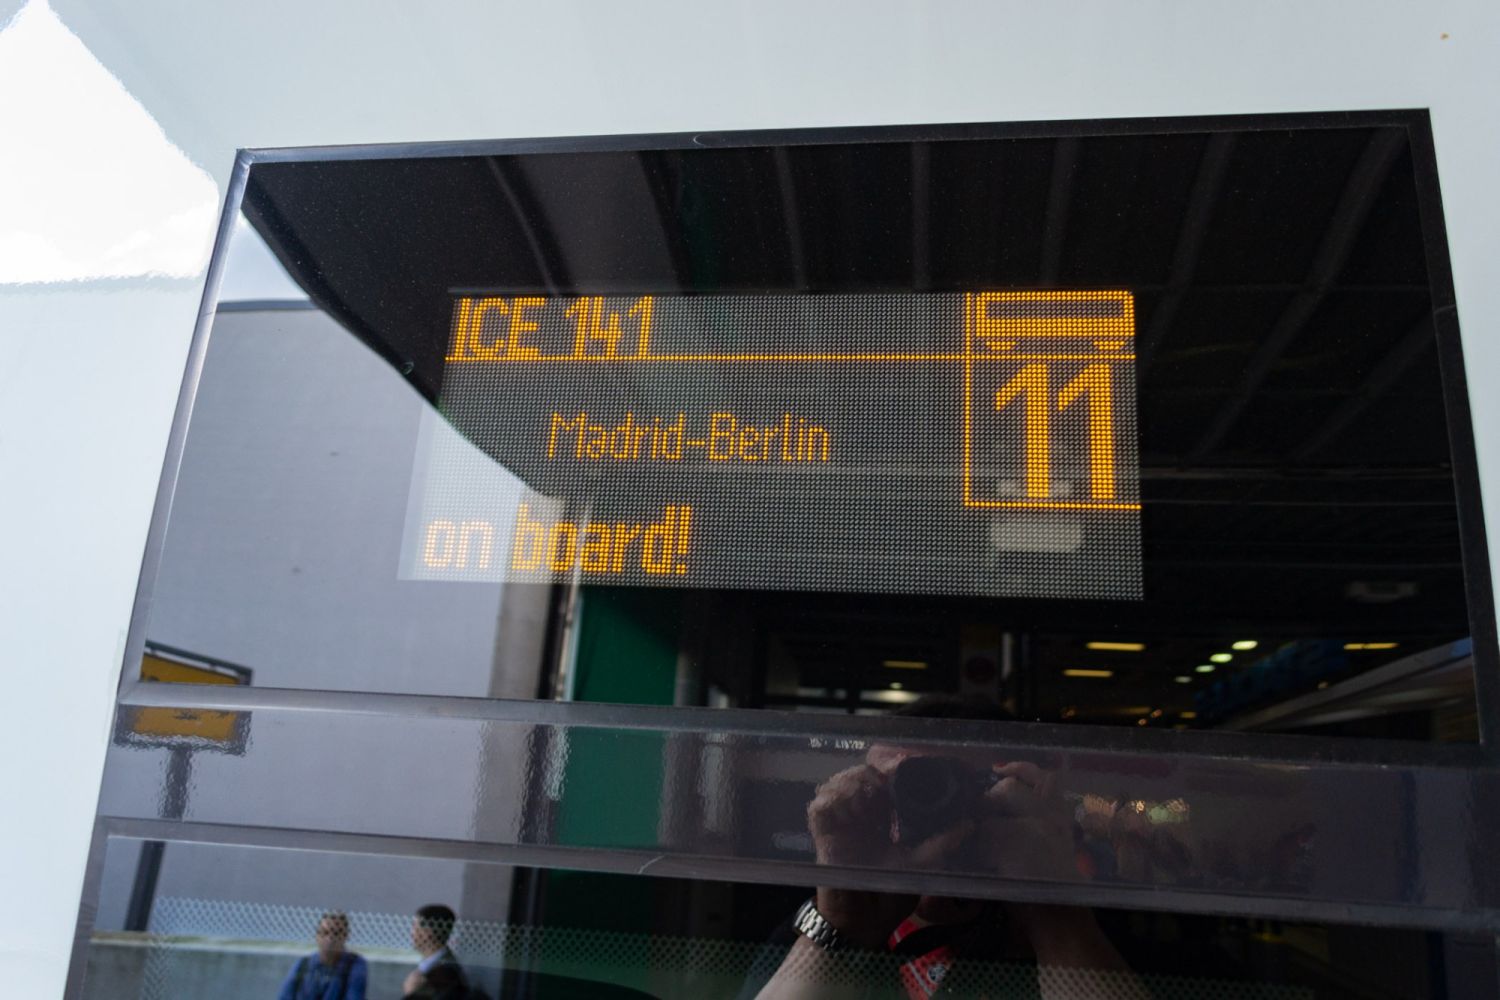 ICE 141
11
Madrid-Berlin
on board!